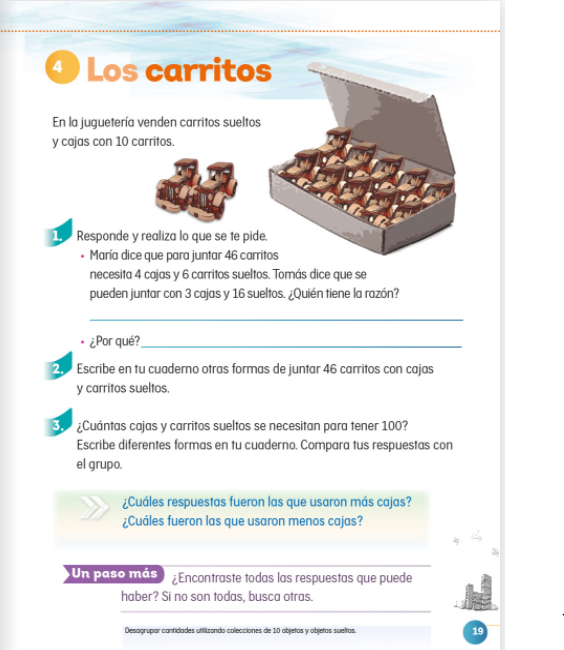 4 Los carritos
En la juguetería venden carritos sueltos
y cajas con 10 carritos.
1. Responde y realiza lo que se te pide.
• María dice que para juntar 46 carritos
necesita 4 cajas y 6 carritos sueltos. Tomás dice que se
pueden juntar con 3 cajas y 16 sueltos. ¿Quién tiene la razón?
• ¿Por qué?
2. Escribe en tu cuaderno otras formas de juntar 46 carritos con cajas
y carritos sueltos.
3. ¿Cuántas cajas y carritos sueltos se necesitan para tener 100?
Escribe diferentes formas en tu cuaderno. Compara tus respuestas con
el grupo.
¿Cuáles respuestas fueron las que usaron más cajas?
¿Cuáles fueron las que usaron menos cajas?
Un paso más ¿Encontraste todas las respuestas que puede
haber? Si no son todas, busca otras.
Desagrupar cantidades utilizando colecciones de 10 objetos y objetos sueltos.
19